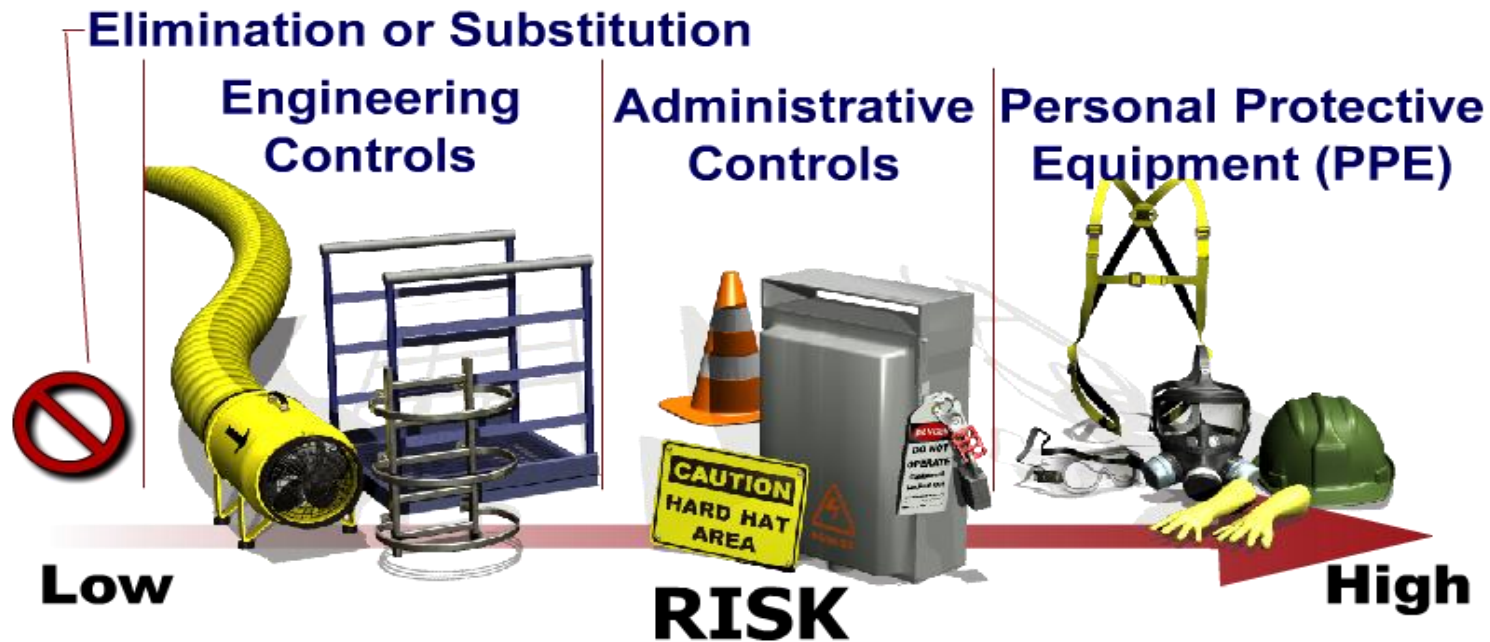 Elimination or Substitution
Engineering
Controls
Administrative
Controls
Personal Protective
Equipment (PPE)
CAUTION
HARD HAT
AREA
DANGER
DO NOT
OPERATE
Low
RISK
High